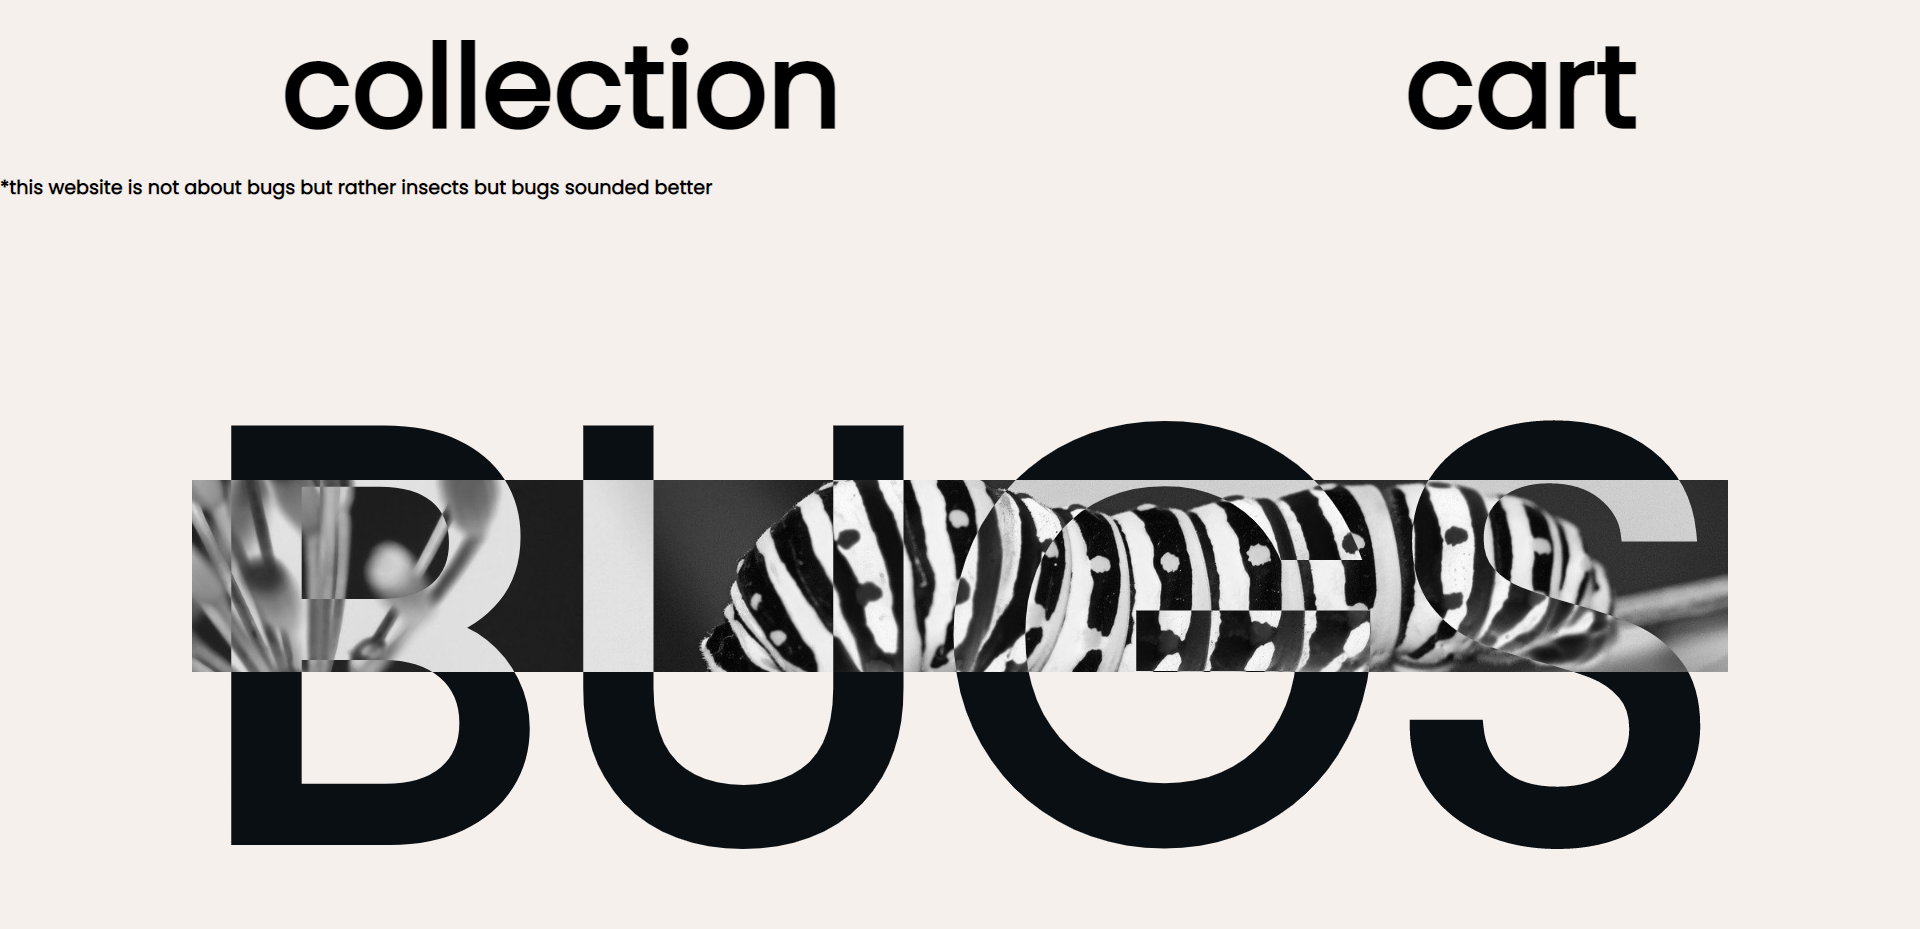 collection cart
*this website is not about bugs but rather insects but bugs sounded better
BUGS